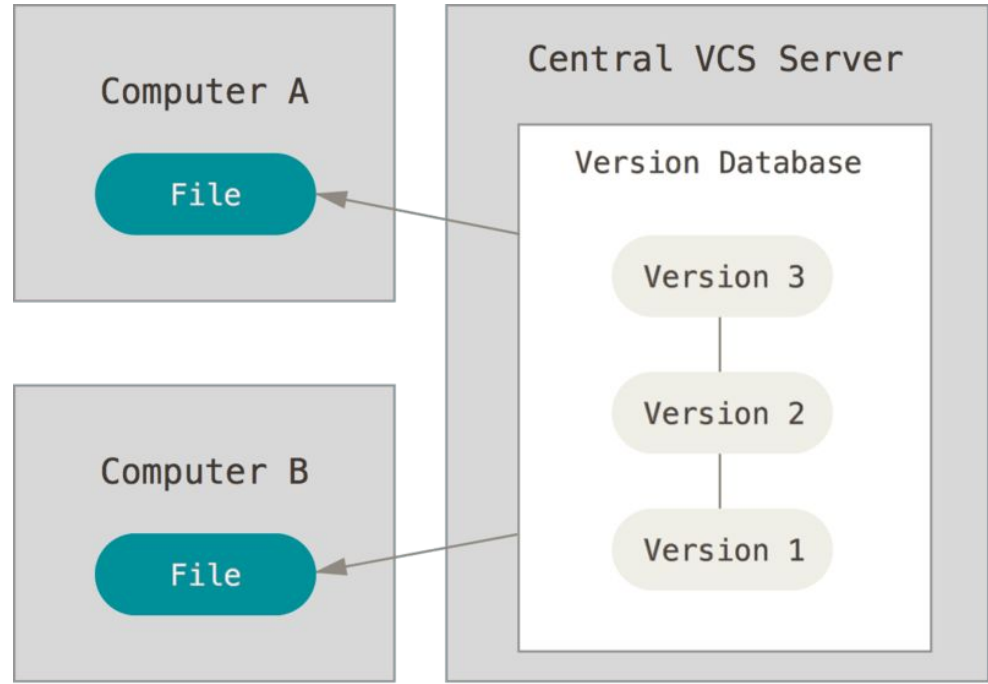 Computer A
File
Computer B
File
Central VCS Server
Version Database
Version 3
Version 2
Version 1